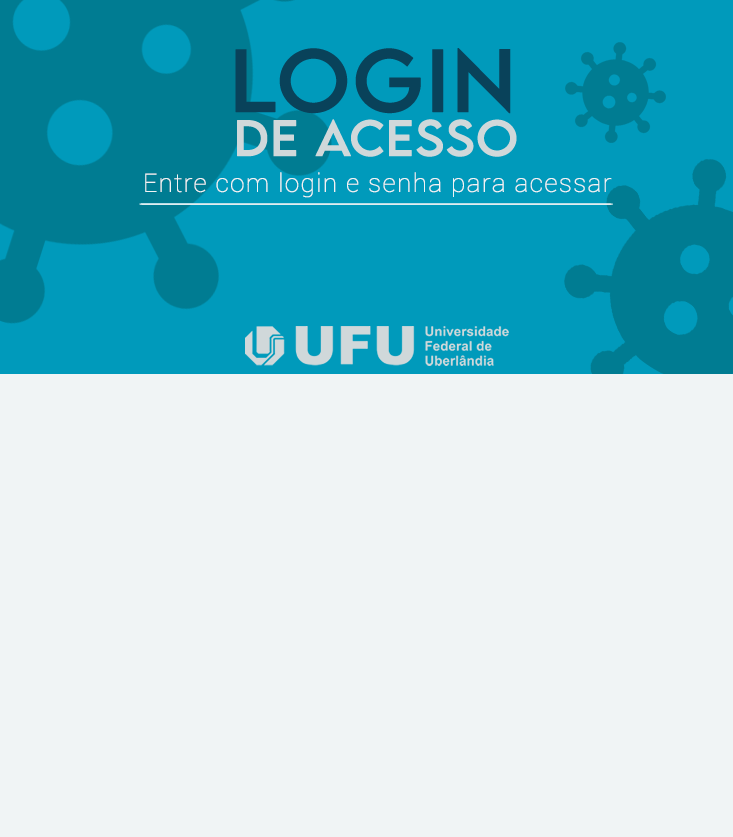 LOGIN
DE ACESSO
Entre com login e senha para acessar
UFU
Universidade
Federal de
Uberlândia